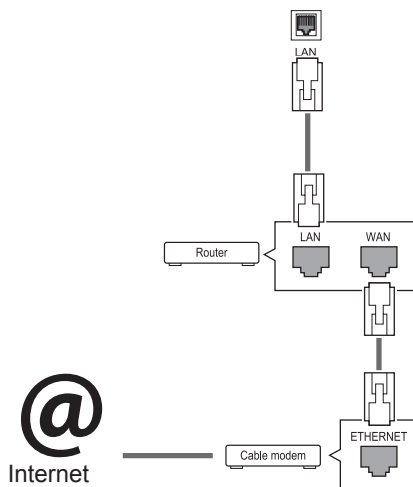 LAN
LAN WAN
Router
ETHERNET
@
Cable modem
Internet